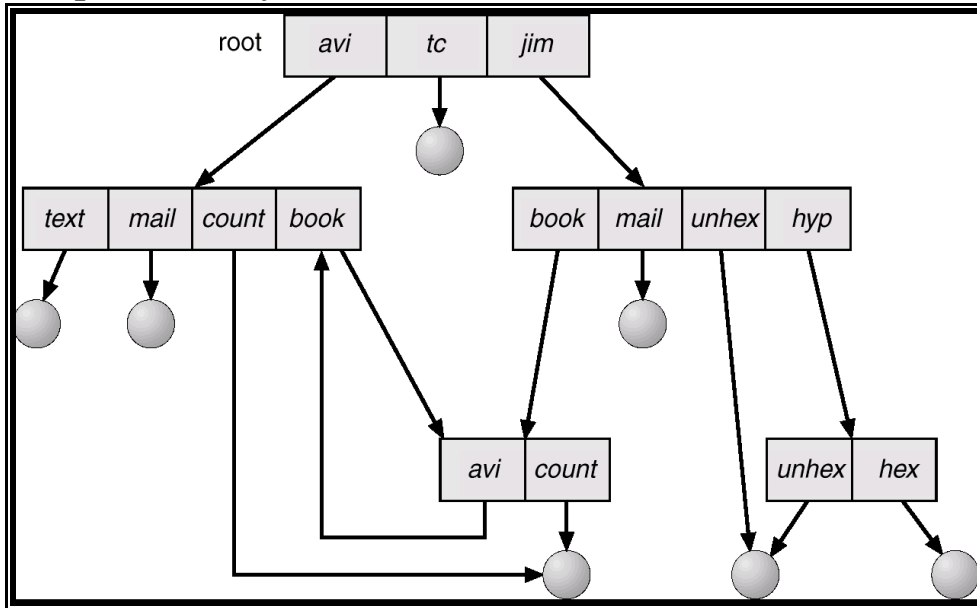 root avi tc jim
text mail count book book mail unhex hyp
avi count unhex hex